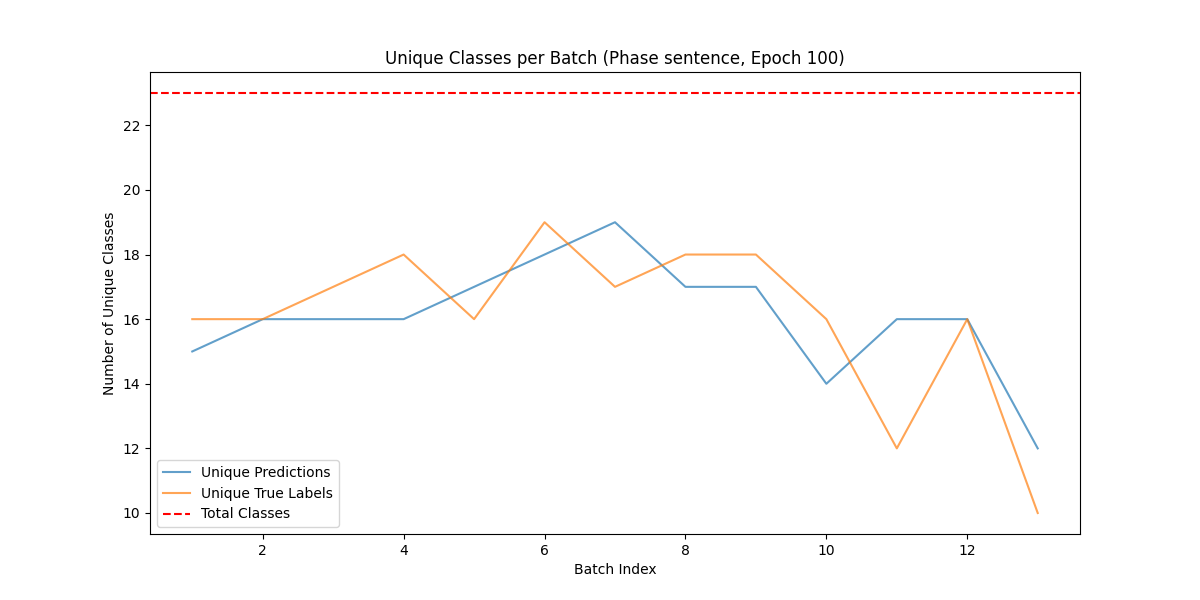 Unique Classes per Batch (Phase sentence, Epoch 100)
Number of Unique Classes
22
20
18
16
14
12
10
Unique Predictions
Unique True Labels
Total Classes
2 4 6 8 10 12
Batch Index